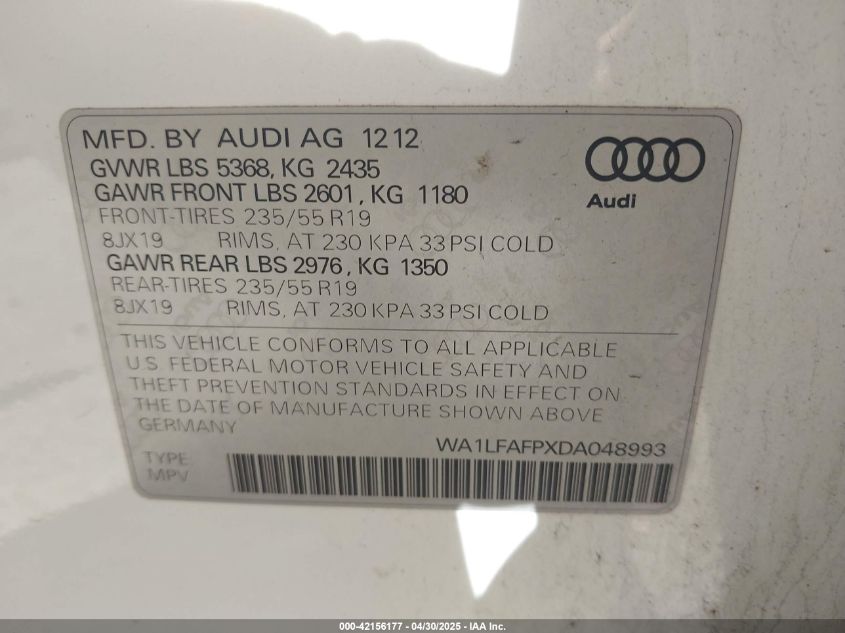 MFD. BY AUDI AG 12 12
GVWR LBS 5368, KG 2435
GAWR FRONT LBS 2601, KG 1180
FRONT-TIRES 235/55 R19
8JX19 RIMS, AT 230 KPA 33 PSI COLD
GAWR REAR LBS 2976, KG 1350
REAR-TIRES 235/55 R19
8JX19 RIMS, AT 230 KPA 33 PSI COLD
Audi
THIS VEHICLE CONFORMS TO ALL APPLICABLE
U.S. FEDERAL MOTOR VEHICLE SAFETY AND
THEFT PREVENTION STANDARDS IN EFFECT ON
THE DATE OF MANUFACTURE SHOWN ABOVE
GERMANY
WA1LFAFPXDA048993
TYPE
MPV
000-42156177 - 04/30/2025 - IAA Inc.